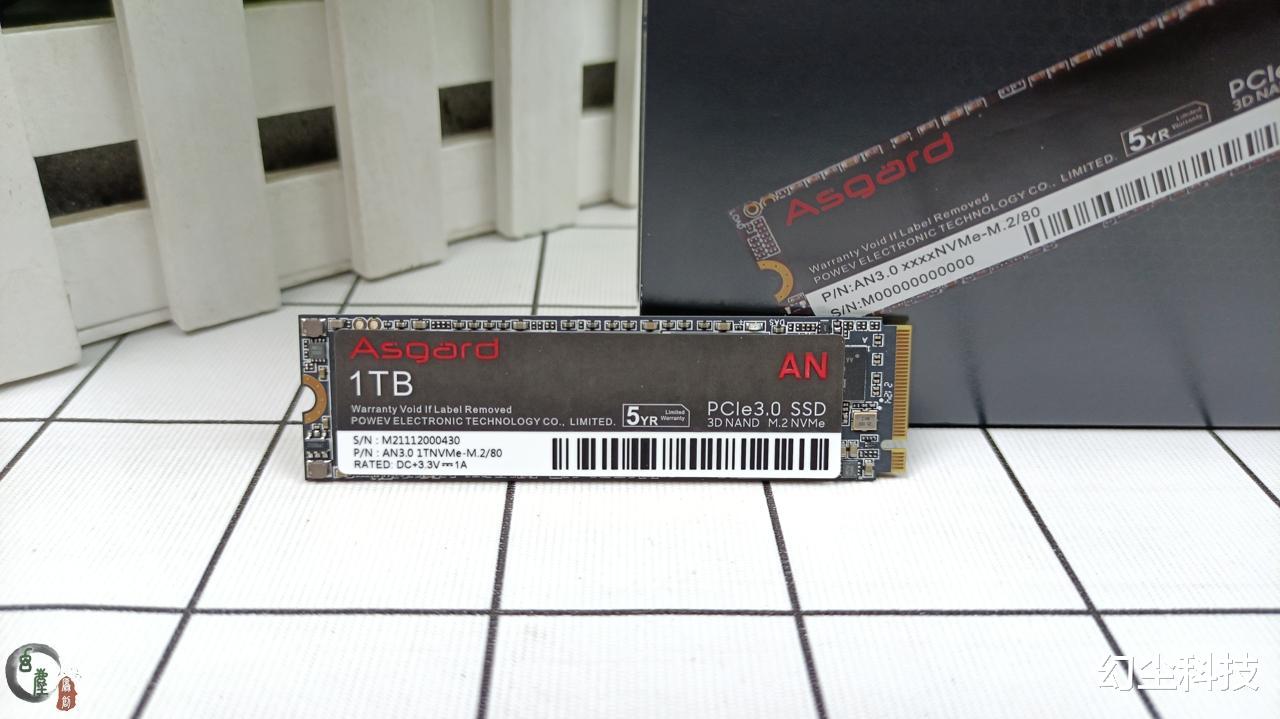 PCIe
3D NA
5YR Limited Warranty
Asgard
Warranty Void If Label Removed
POWEV ELECTRONIC TECHNOLOGY CO., LIMITED.
P/N:AN3.0 xxxxNVMe-M.2/80
S/N:M00000000000
Asgard
AN
1TB
Warranty Void If Label Removed
POWEV ELECTRONIC TECHNOLOGY CO., LIMITED.
5YR Limited Warranty
PCIe3.0 SSD
3D NAND M.2 NVMe
S/N : M21112000430
P/N : AN3.0 1TNVMe-M.2/80
RATED: DC+3.3V⎓1A
幻尘科技